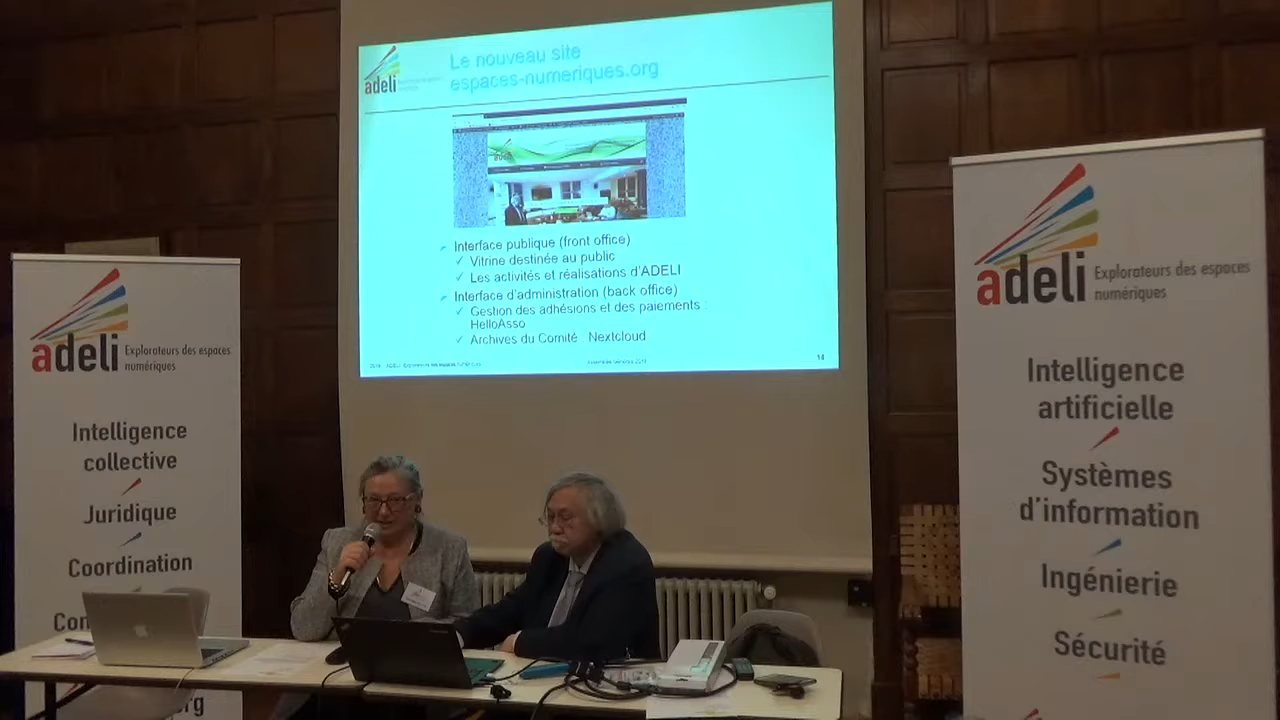 adeli
Le nouveau site
espaces-numeriques.org
Interface publique (front office)
✓ Vitrine destinée au public
✓ Les activités et réalisations d'ADELI
Interface d'administration (back office)
✓ Gestion des adhésions et des paiements :
HelloAsso
✓ Archives du Comité : Nextcloud
14
adeli Explorateurs des espaces
numériques
Intelligence
collective
Juridique
Coordination
adeli Explorateurs des espaces
numériques
Intelligence
artificielle
Systèmes
d'information
Ingénierie
Sécurité